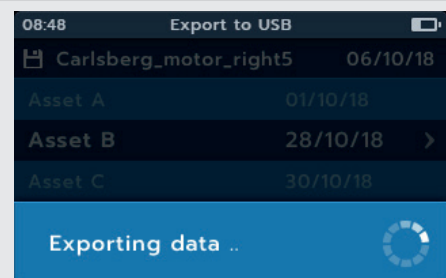 08:48 Export to USB
Carlsberg_motor_right5 06/10/18
Asset A 01/10/18
Asset B 28/10/18
Asset C 30/10/18
Exporting data ..